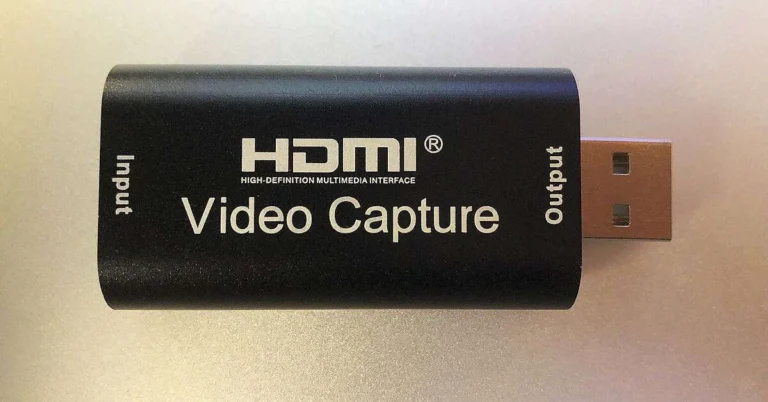 Input
HDMI®
HIGH-DEFINITION MULTIMEDIA INTERFACE
Video Capture
Output